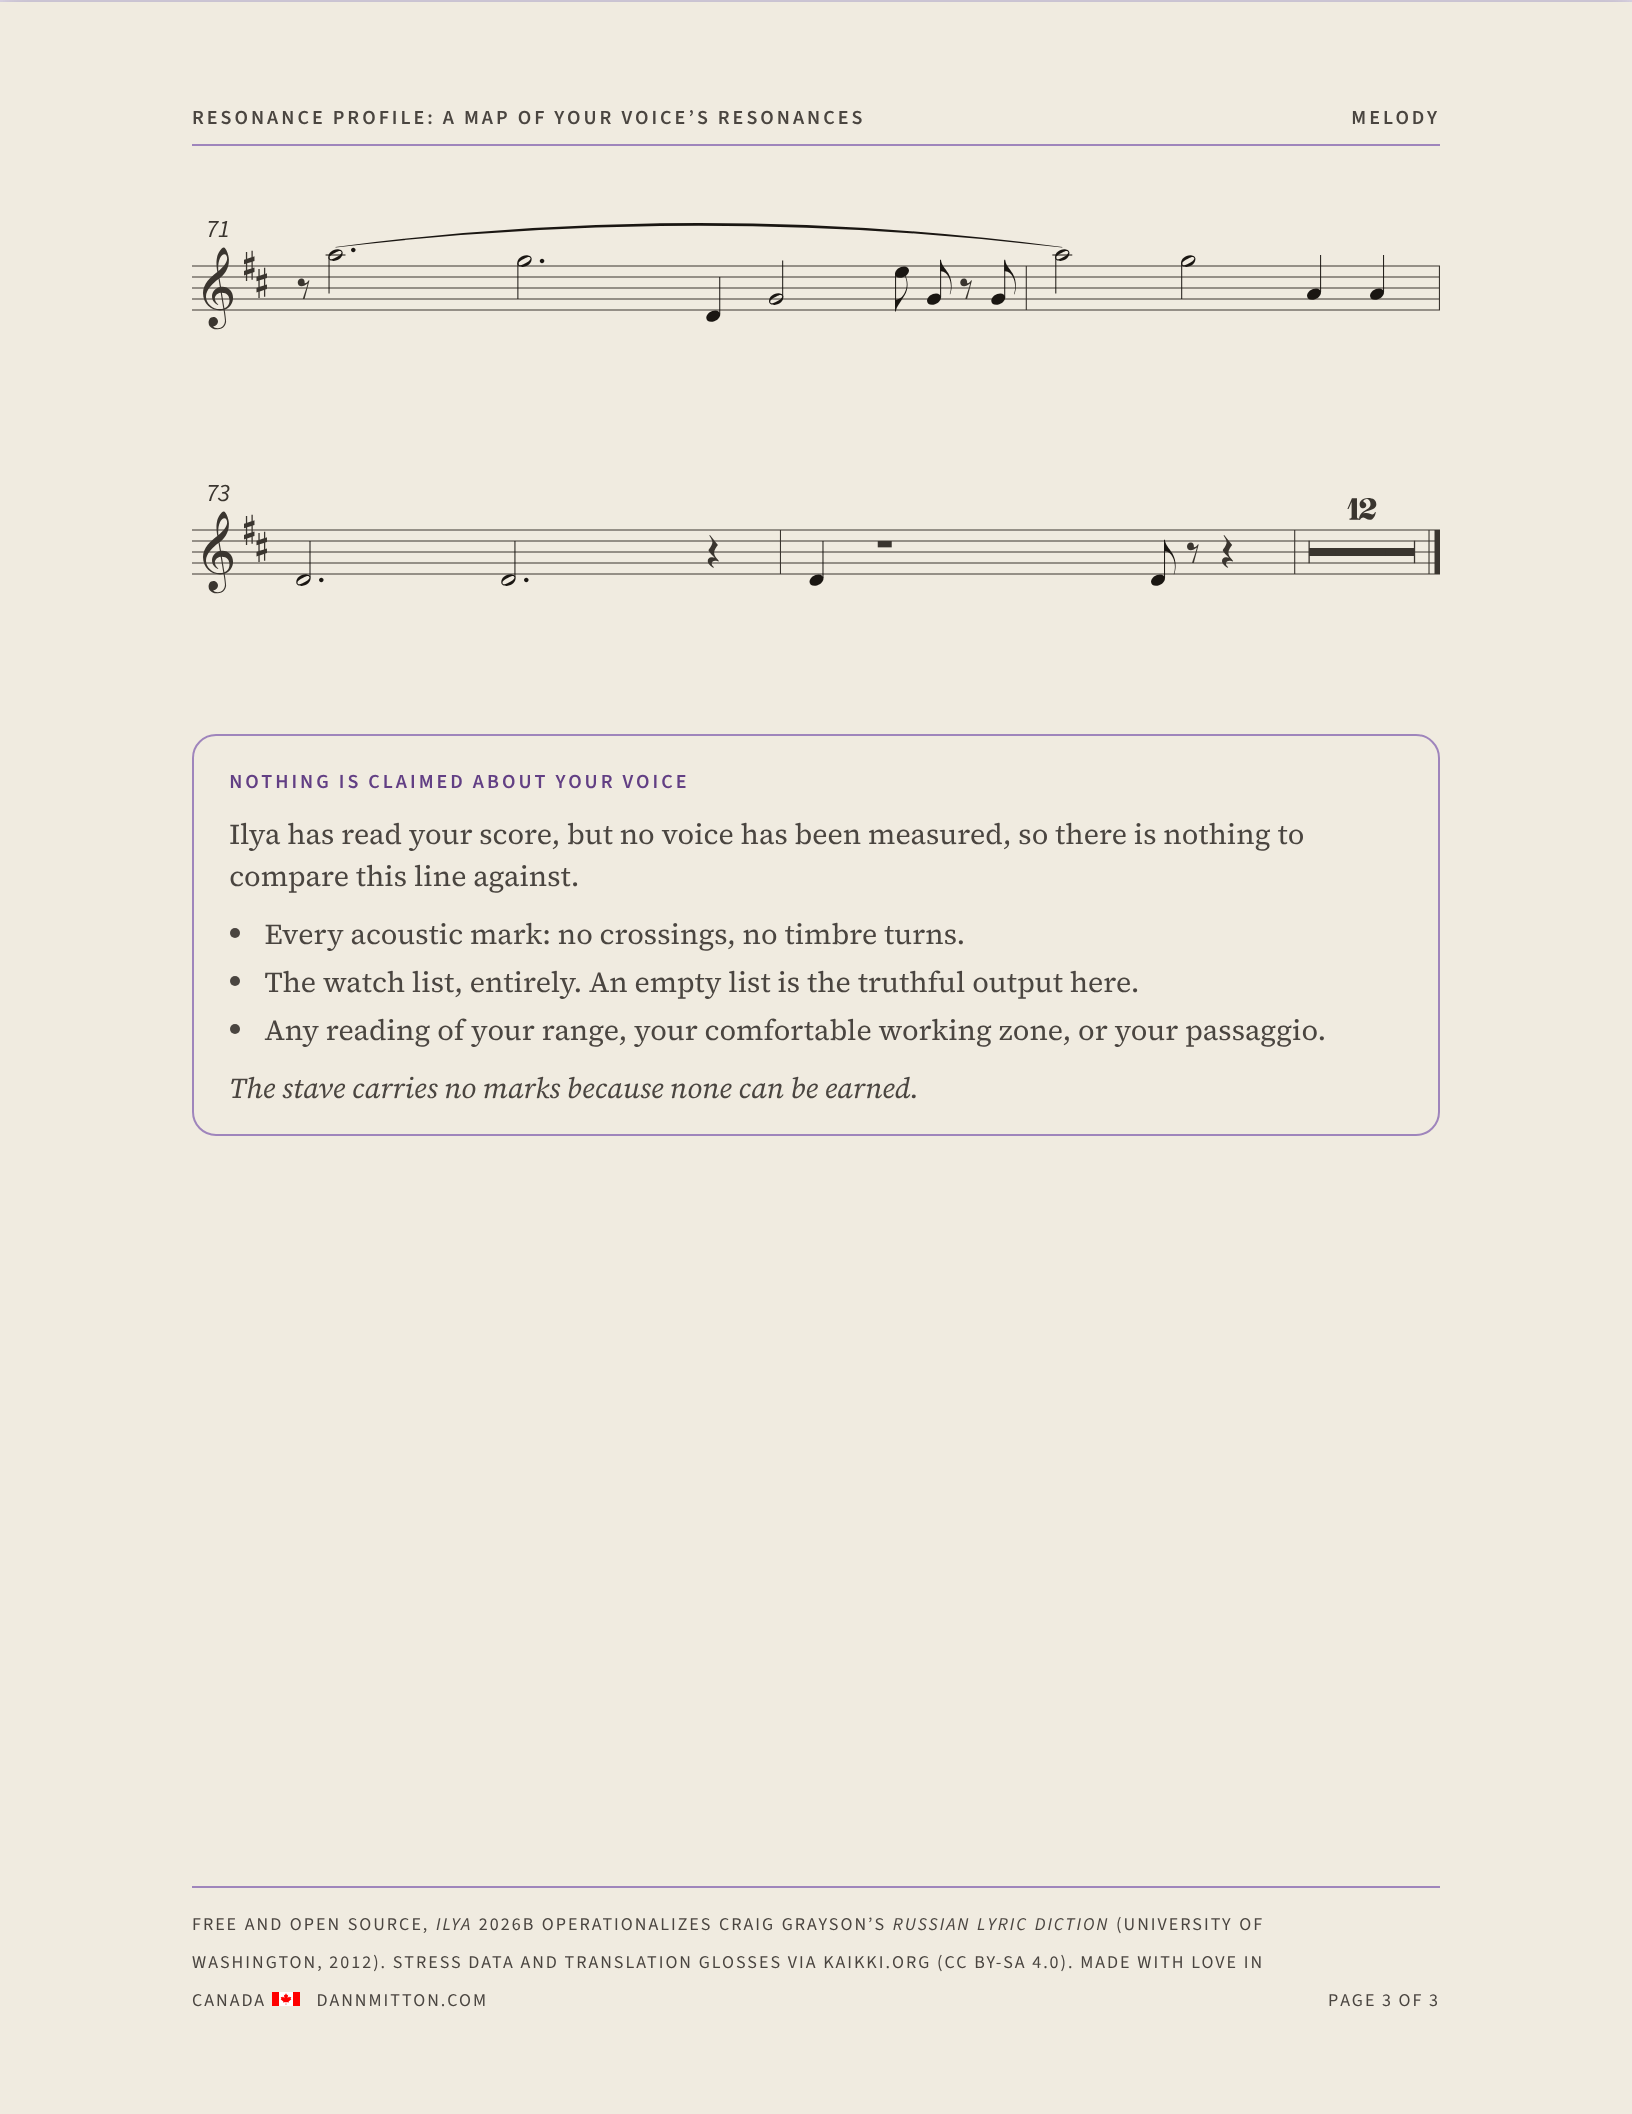 RESONANCE PROFILE: A MAP OF YOUR VOICE’S RESONANCES
MELODY
71
73
12
NOTHING IS CLAIMED ABOUT YOUR VOICE
Ilya has read your score, but no voice has been measured, so there is nothing to
compare this line against.
• Every acoustic mark: no crossings, no timbre turns.
• The watch list, entirely. An empty list is the truthful output here.
• Any reading of your range, your comfortable working zone, or your passaggio.
The stave carries no marks because none can be earned.
FREE AND OPEN SOURCE, ILYA 2026B OPERATIONALIZES CRAIG GRAYSON’S RUSSIAN LYRIC DICTION (UNIVERSITY OF
WASHINGTON, 2012). STRESS DATA AND TRANSLATION GLOSSES VIA KAIKKI.ORG (CC BY-SA 4.0). MADE WITH LOVE IN
CANADA 🇨🇦 DANNMITTON.COM
PAGE 3 OF 3